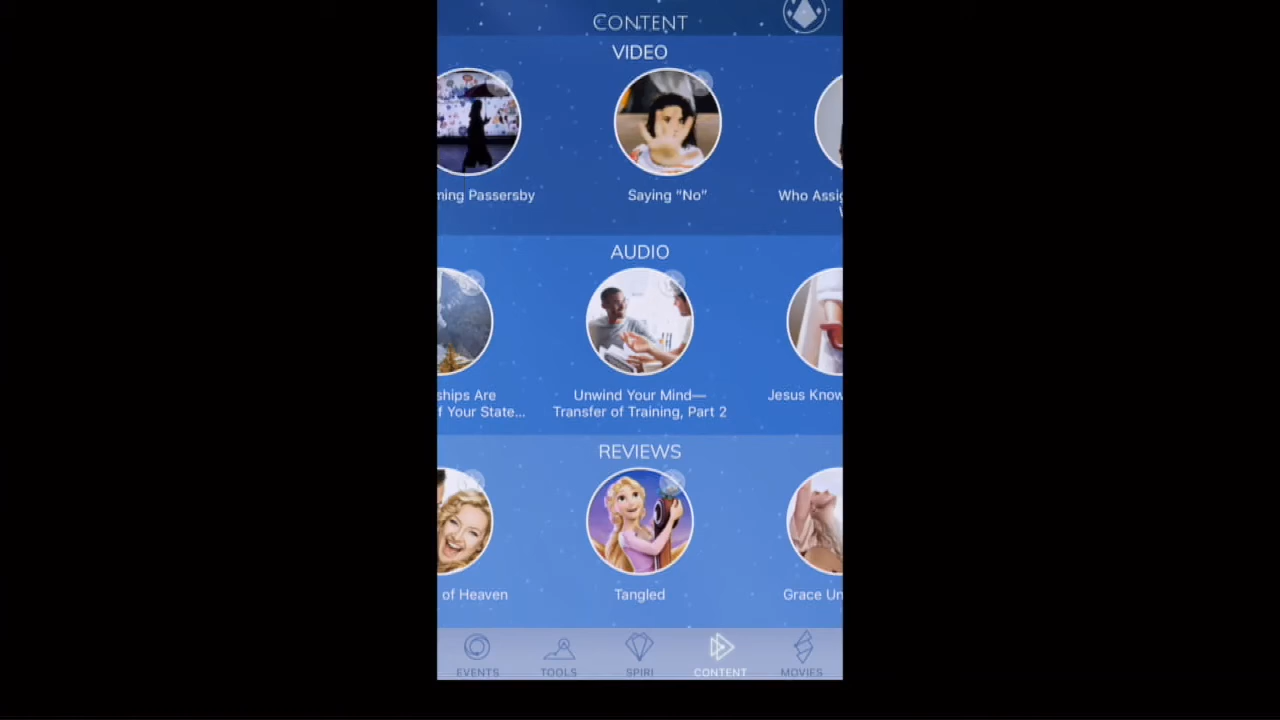 CONTENT
VIDEO
ming Passersby
Saying “No”
Who Assig
AUDIO
ships Are
f Your State...
Unwind Your Mind—
Transfer of Training, Part 2
Jesus Know
REVIEWS
of Heaven
Tangled
Grace Un
EVENTS
TOOLS
SPIRI
CONTENT
MOVIES